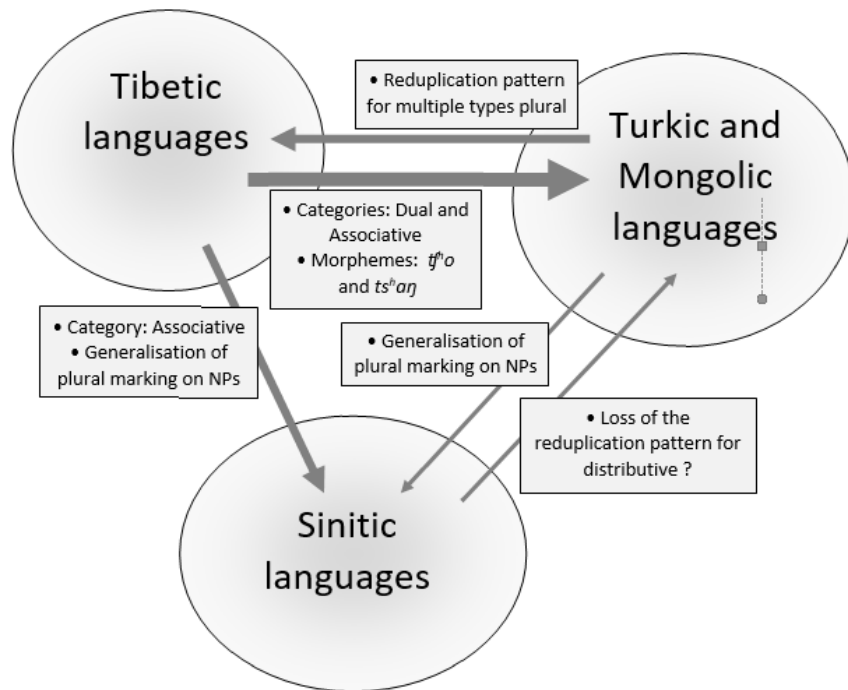 Tibetic
languages
• Reduplication pattern
for multiple types plural
Turkic and
Mongolic
languages
• Categories: Dual and
Associative
• Morphemes: tʃʰo
and tsʰaŋ
• Category: Associative
• Generalisation of
plural marking on NPs
• Generalisation of
plural marking on NPs
• Loss of the
reduplication pattern for
distributive ?
Sinitic
languages